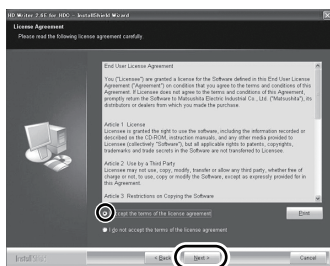 HD Writer 2.6E for HDC - InstallShield Wizard
License Agreement
Please read the following license agreement carefully.
End User License Agreement
You ("Licensee") are granted a license for the Software defined in this End User License
Agreement ("Agreement") on condition that you agree to the terms and conditions of this
Agreement. If Licensee does not agree to the terms and conditions of this Agreement,
promptly return the Software to Matsushita Electric Industrial Co., Ltd. ("Matsushita"), its
distributors or dealers from which you made the purchase.
Article 1 License
Licensee is granted the right to use the software, including the information recorded or
described on the CD-ROM, instruction manuals, and any other media provided to
Licensee (collectively "Software"), but all applicable rights to patents, copyrights,
trademarks and trade secrets in the Software are not transferred to Licensee.
Article 2 Use by a Third Party
Licensee may not use, copy, modify, transfer or allow any third party, whether free of
charge or not, to use, copy or modify the Software, except as expressly provided for in
this Agreement.
Article 3 Restrictions on Copying the Software
accept the terms of the license agreement
Print
I do not accept the terms of the license agreement
InstallShield
< Back
Next >
Cancel